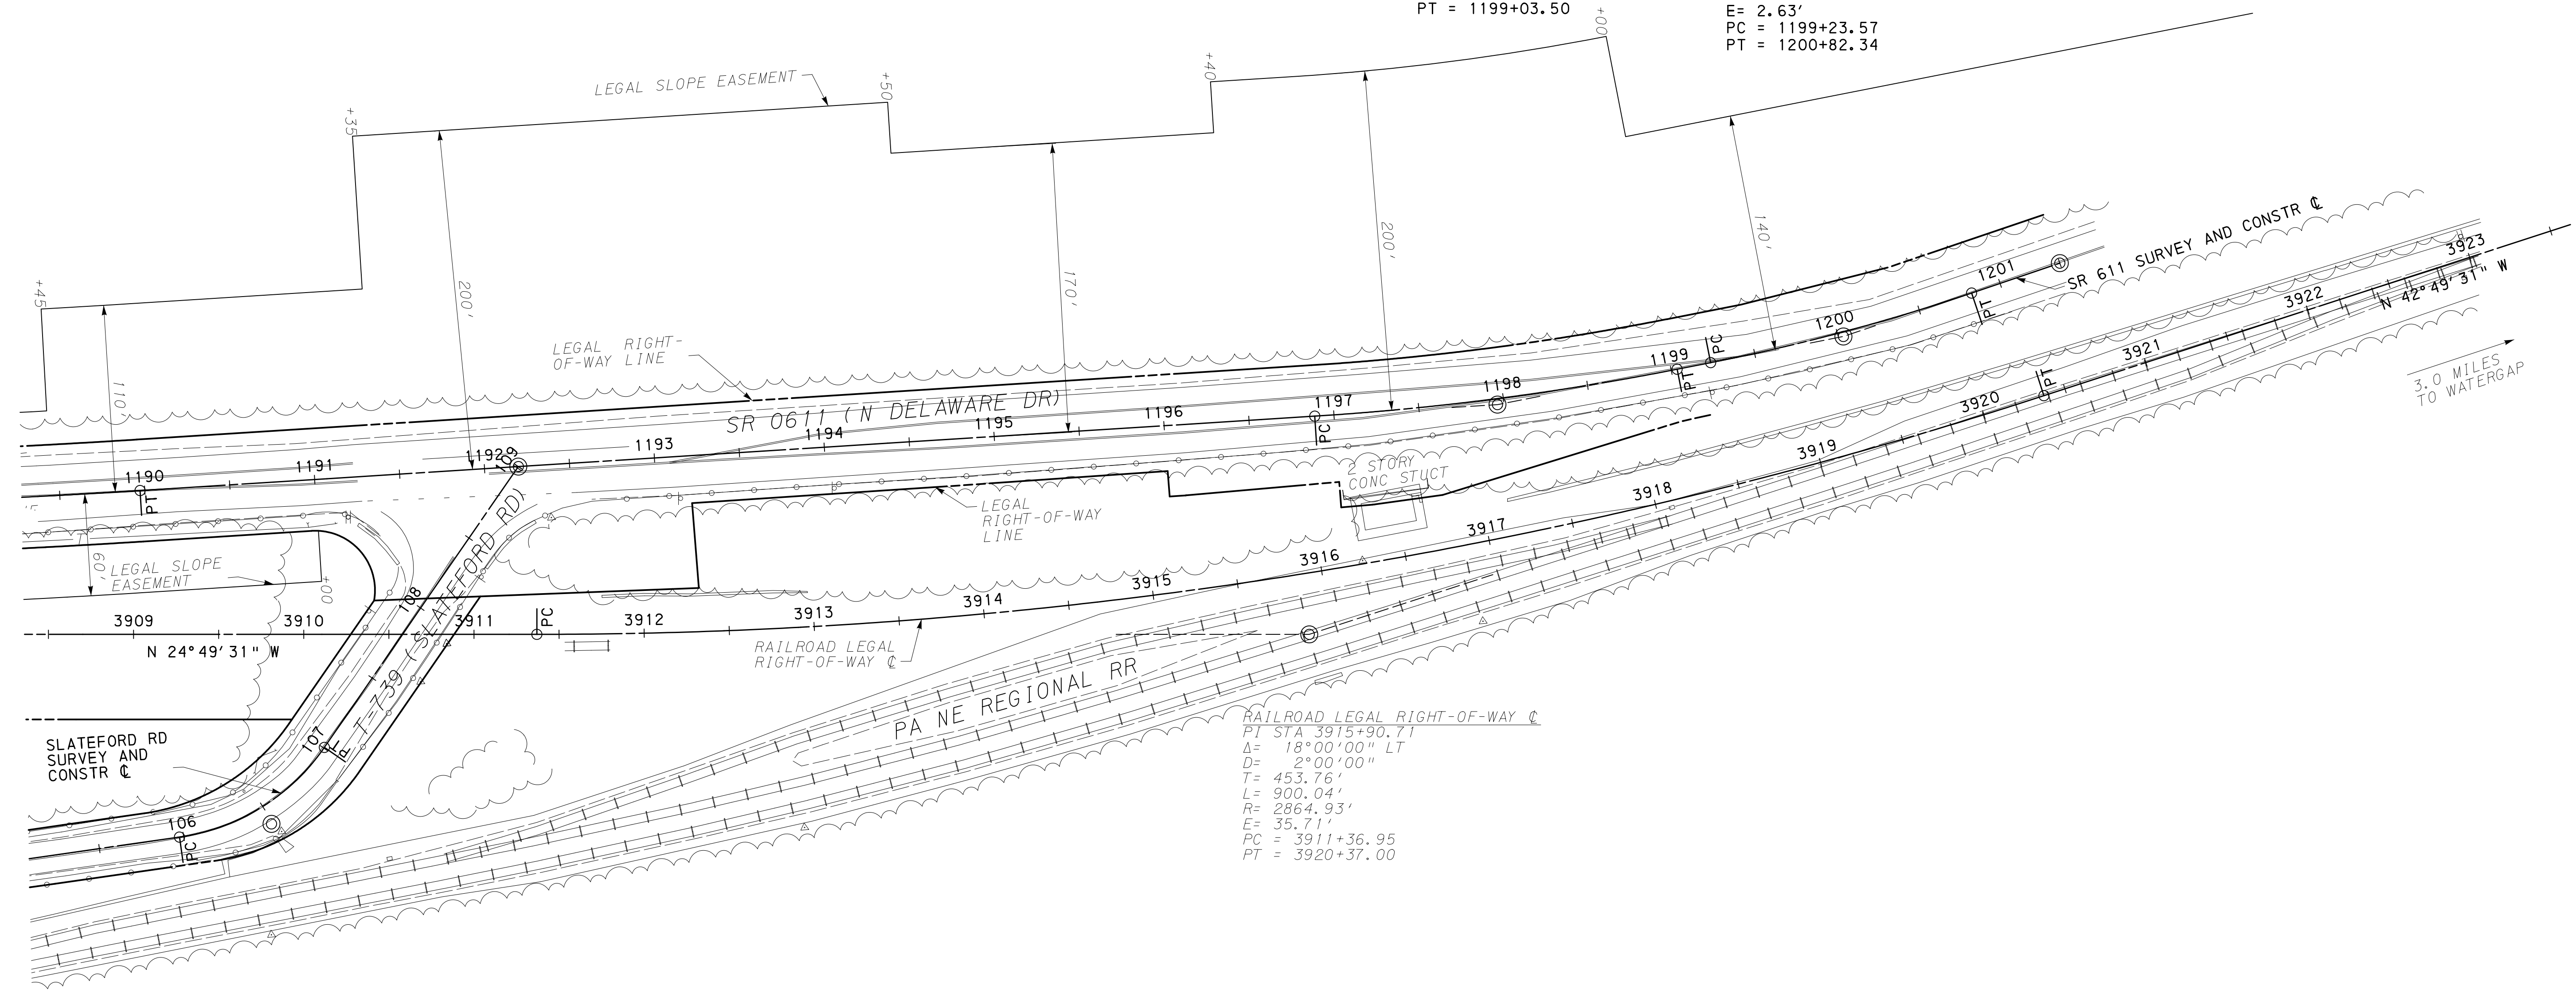 PT = 1199+03.50
E= 2.63'
PC = 1199+23.57
PT = 1200+82.34
+00
+40
+50
+35
+45
LEGAL SLOPE EASEMENT
110'
200'
170'
200'
140'
LEGAL RIGHT-
OF-WAY LINE
SR 0611 (N DELAWARE DR)
1190
1191
1192
1193
1194
1195
1196
1197
1198
1199
1200
1201
PT
PC
PT
PC
PT
SR 611 SURVEY AND CONSTR ℄
109
108
107
106
PT
PC
T-739 (SLATEFORD RD)
60'
LEGAL SLOPE
EASEMENT
+00
LEGAL
RIGHT-OF-WAY
LINE
2 STORY
CONC STUCT
3909
3910
3911
3912
3913
3914
3915
3916
3917
3918
3919
3920
3921
3922
3923
PC
PT
N 24°49'31" W
N 42°49'31" W
3.0 MILES
TO WATERGAP
RAILROAD LEGAL
RIGHT-OF-WAY ℄
PA NE REGIONAL RR
SLATEFORD RD
SURVEY AND
CONSTR ℄
RAILROAD LEGAL RIGHT-OF-WAY ℄
PI STA 3915+90.71
Δ= 18°00'00" LT
D= 2°00'00"
T= 453.76'
L= 900.04'
R= 2864.93'
E= 35.71'
PC = 3911+36.95
PT = 3920+37.00